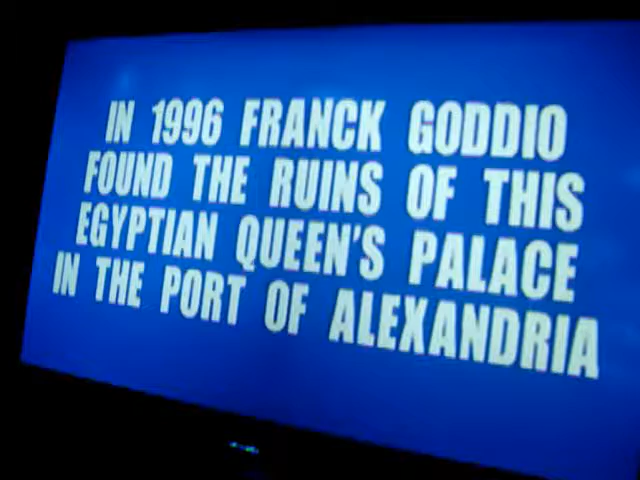 IN 1996 FRANCK GODDIO
FOUND THE RUINS OF THIS
EGYPTIAN QUEEN'S PALACE
IN THE PORT OF ALEXANDRIA